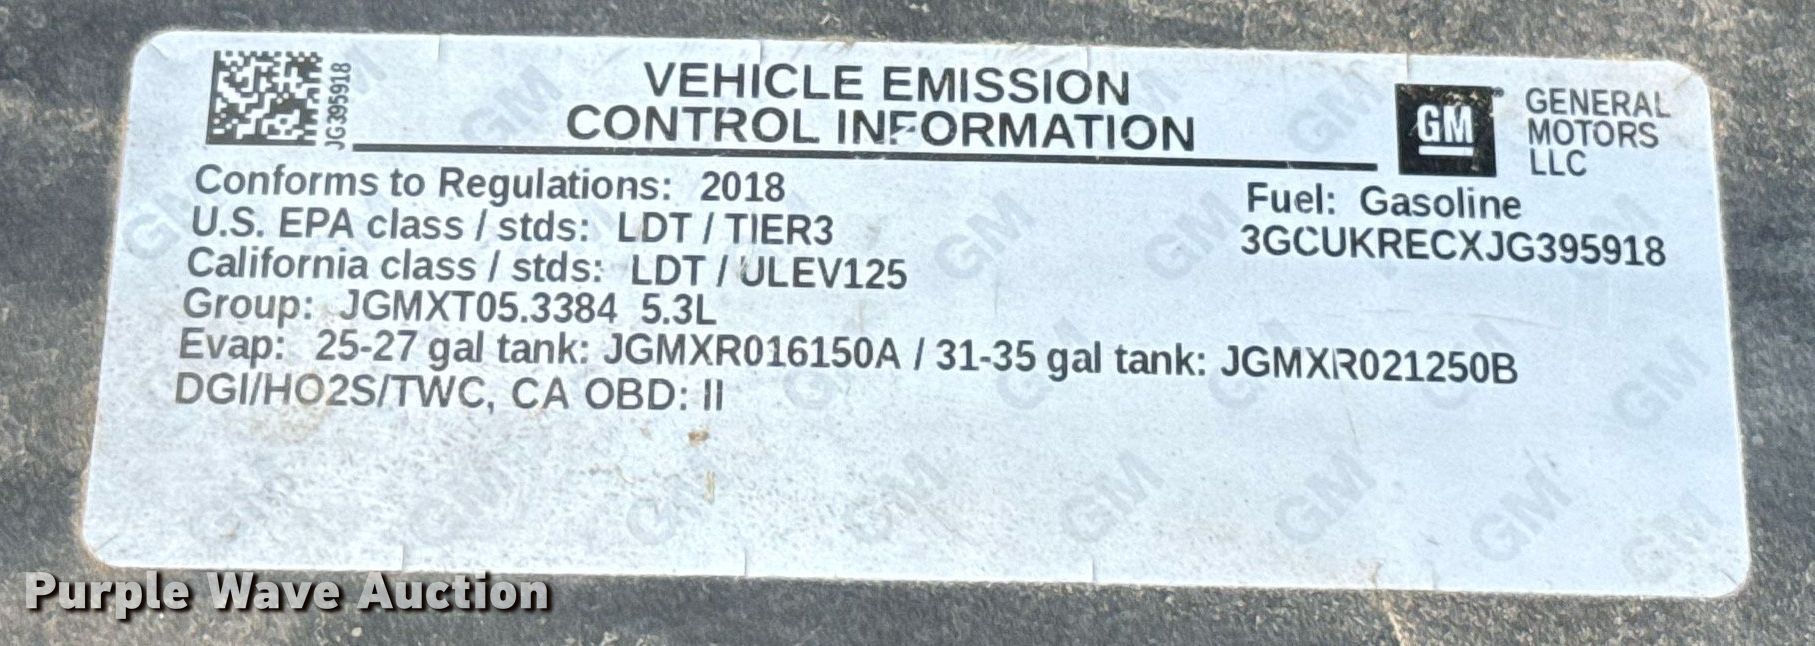 JG395918
VEHICLE EMISSION
CONTROL INFORMATION
GM
GENERAL
MOTORS
LLC
Conforms to Regulations: 2018
U.S. EPA class / stds: LDT / TIER3
California class / stds: LDT / ULEV125
Group: JGMXT05.3384 5.3L
Evap: 25-27 gal tank: JGMXR016150A / 31-35 gal tank: JGMXR021250B
DGI/HO2S/TWC, CA OBD: II
Fuel: Gasoline
3GCUKRECXJG395918
Purple Wave Auction